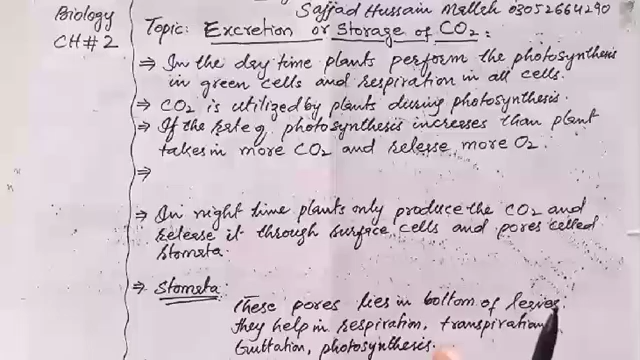 Biology
CH # 2
Sajjad Hussain Mallah 03052664290
Topic: Excretion or Storage of CO2:
⇒ In the day time plants perform the photosynthesis
in green cells and respiration in all cells.
→ CO2 is utilized by plants during photosynthesis.
→ If the rate of photosynthesis increases than plant
takes in more CO2 and release more O2.
⇒
⇒ In night time plants only produce the CO2 and
release it through surface cells and pores called
Stomata.
⇒ Stomata:
These pores lies in bottom of leaves.
they help in respiration, transpiration
Guttation, photosynthesis.